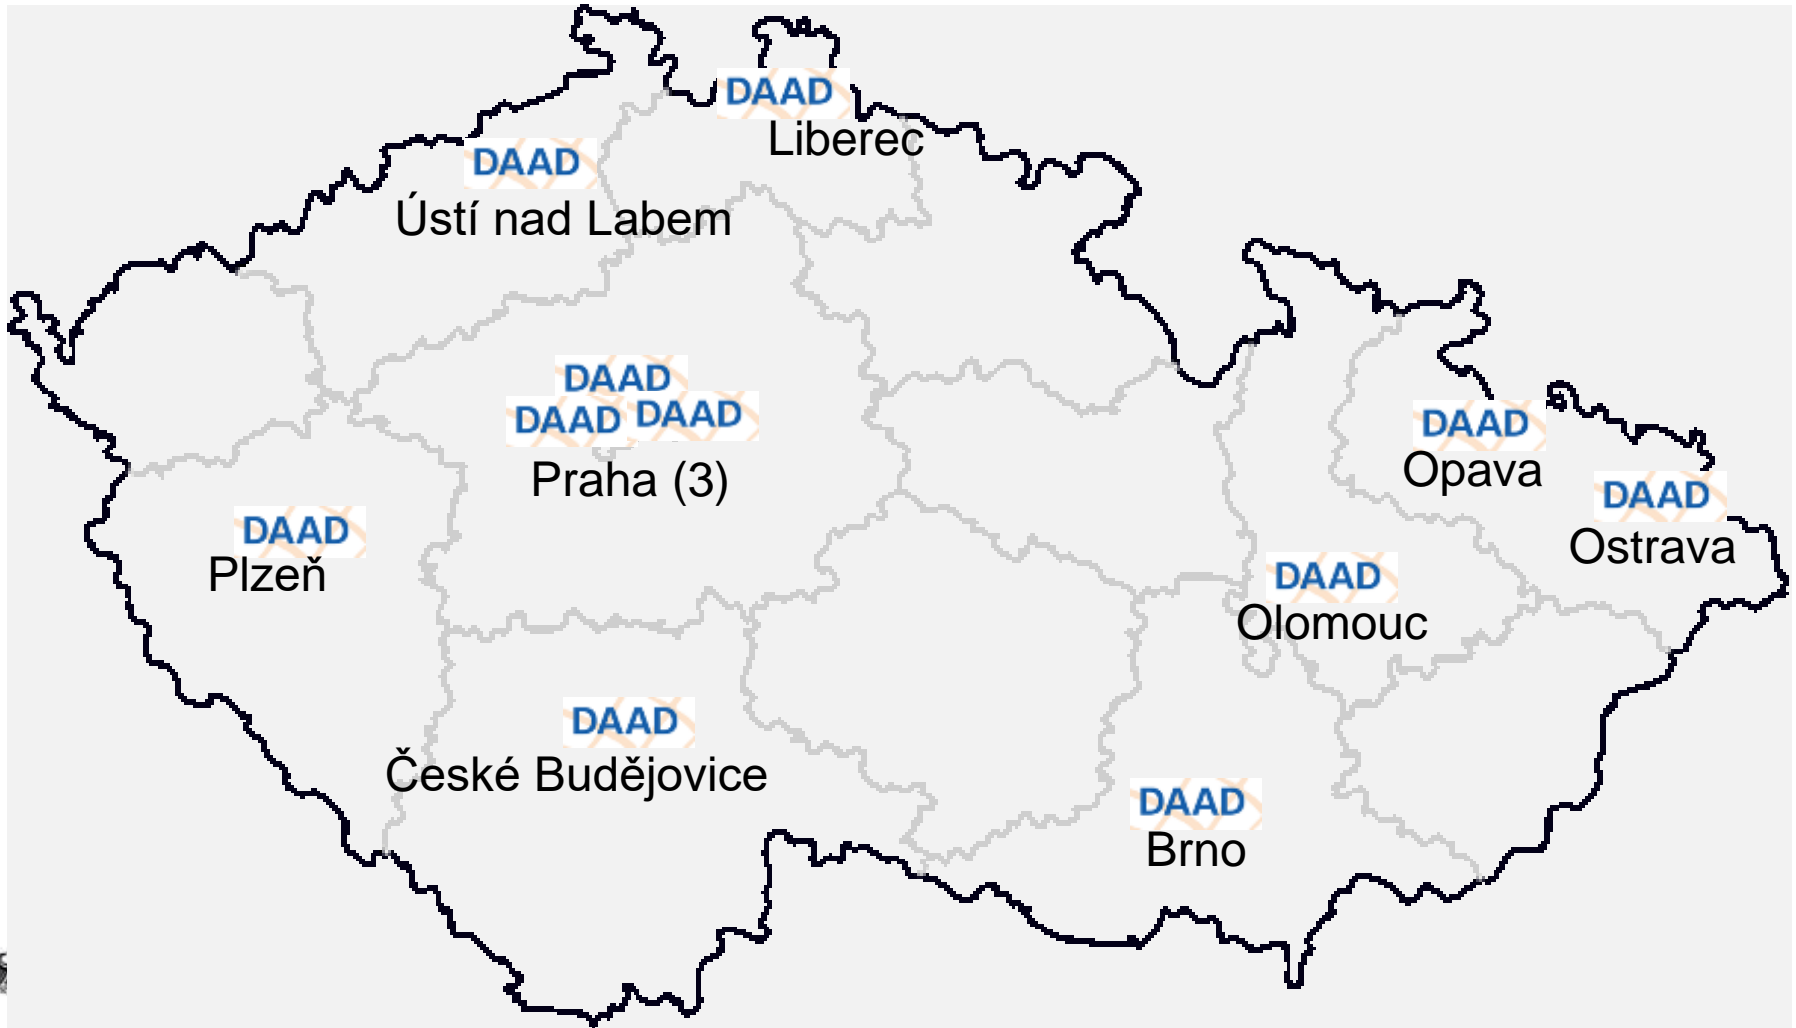 DAAD
Liberec
DAAD
Ústí nad Labem
DAAD
DAAD DAAD
Praha (3)
DAAD
Opava
DAAD
Ostrava
DAAD
Plzeň
DAAD
Olomouc
DAAD
České Budějovice
DAAD
Brno